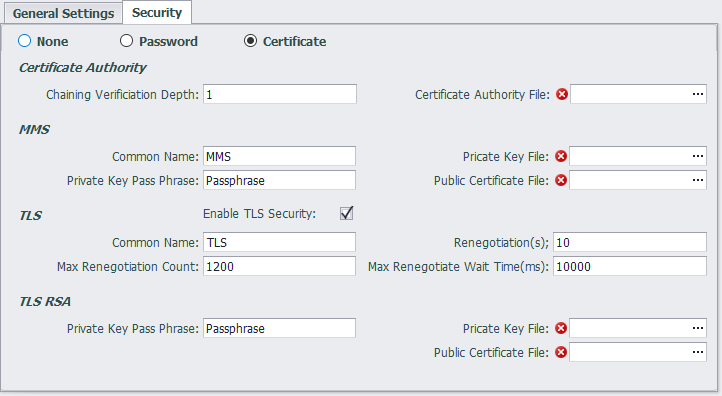 General Settings Security
None Password Certificate
Certificate Authority
Chaining Verificiation Depth: 1 Certificate Authority File: ...
MMS
Common Name: MMS Pricate Key File: ...
Private Key Pass Phrase: Passphrase Public Certificate File: ...
TLS Enable TLS Security:
Common Name: TLS Renegotiation(s); 10
Max Renegotiation Count: 1200 Max Renegotiate Wait Time(ms): 10000
TLS RSA
Private Key Pass Phrase: Passphrase Pricate Key File: ...
Public Certificate File: ...